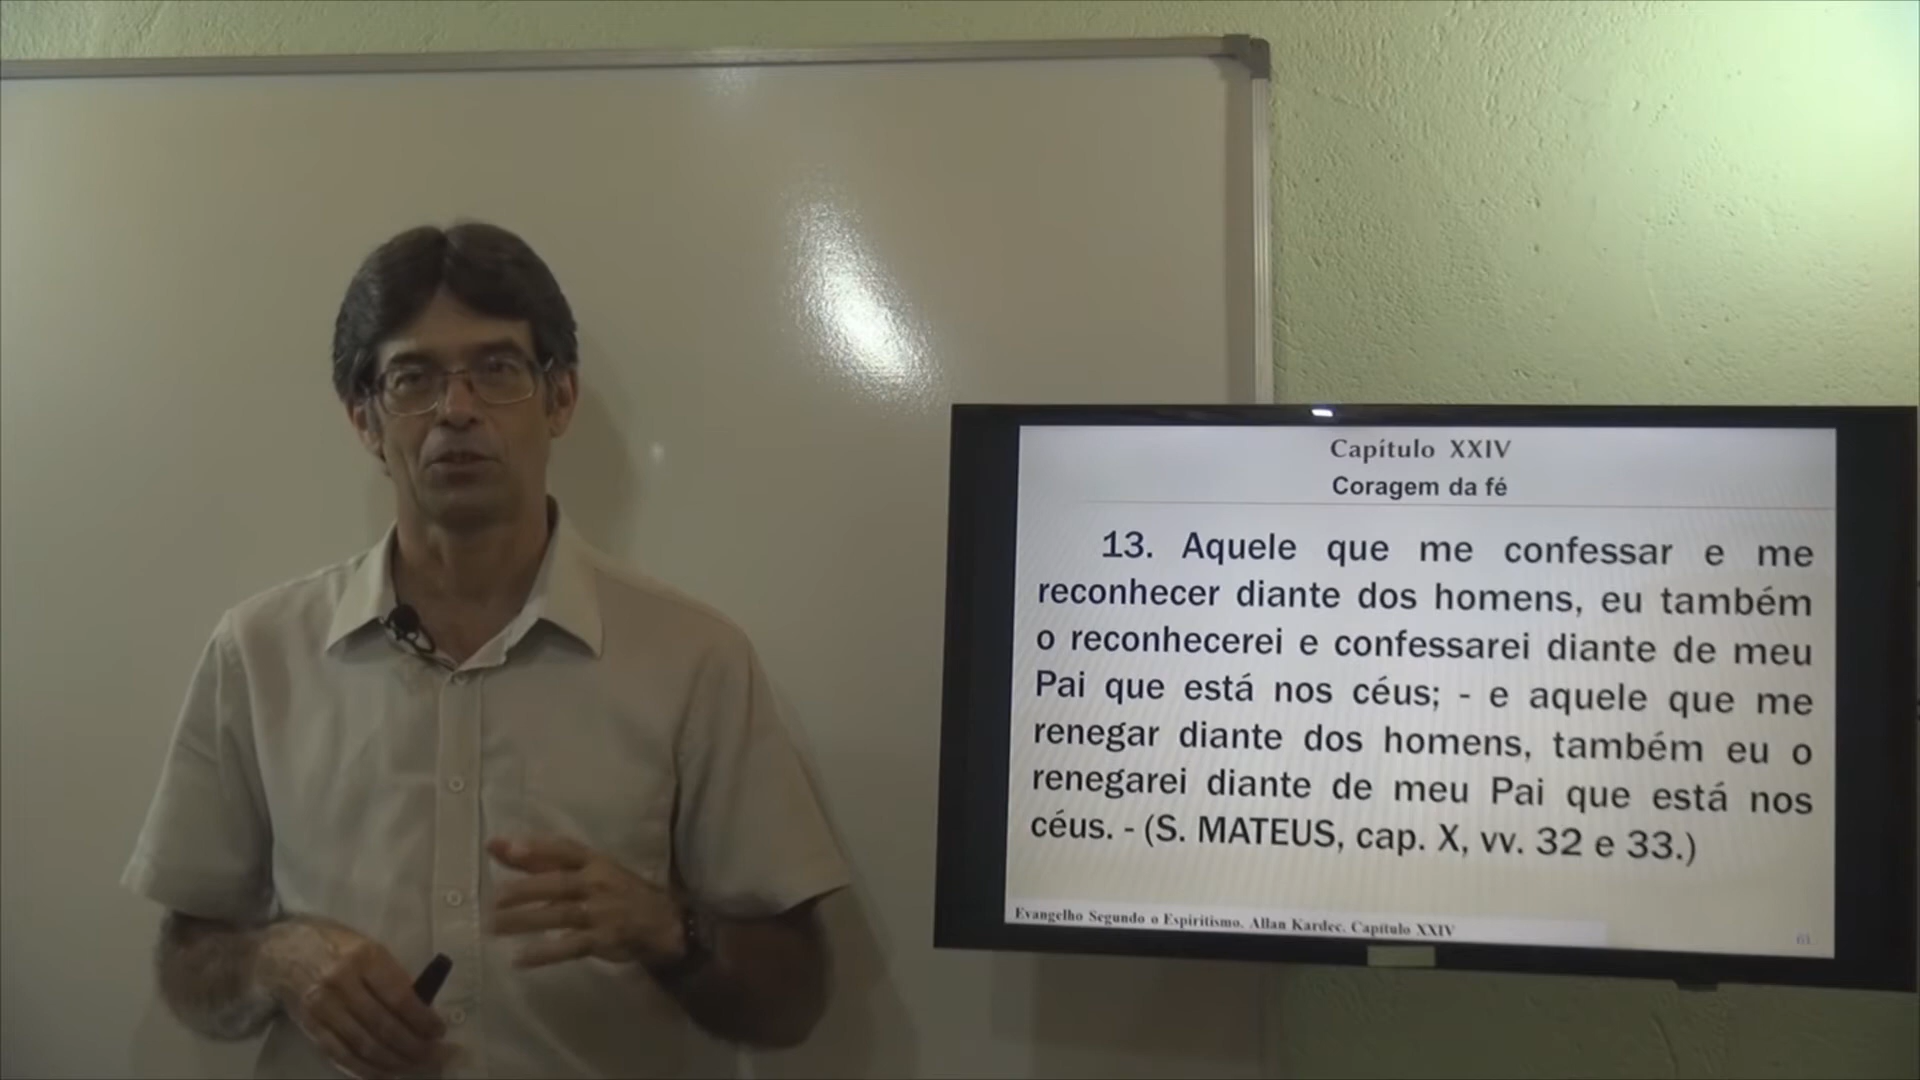 Capítulo XXIV
Coragem da fé
13. Aquele que me confessar e me
reconhecer diante dos homens, eu também
o reconhecerei e confessarei diante de meu
Pai que está nos céus; - e aquele que me
renegar diante dos homens, também eu o
renegarei diante de meu Pai que está nos
céus. - (S. MATEUS, cap. X, vv. 32 e 33.)
Evangelho Segundo o Espiritismo. Allan Kardec. Capítulo XXIV
61